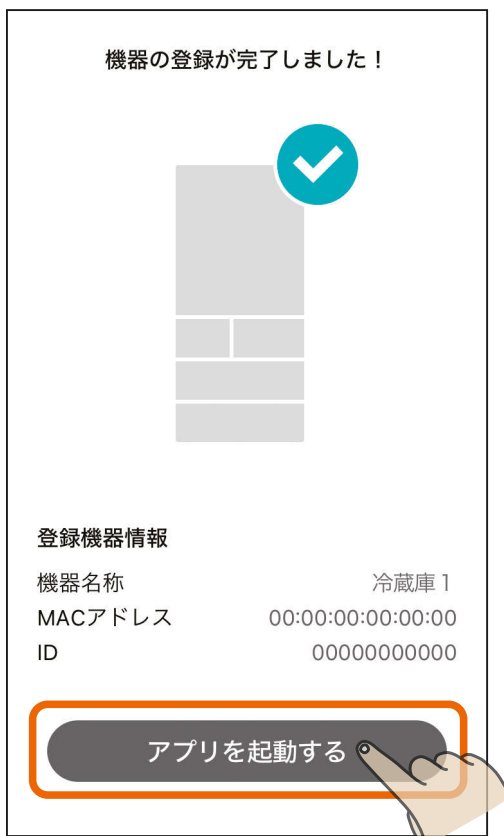 機器の登録が完了しました！
登録機器情報
機器名称 冷蔵庫1
MACアドレス 00:00:00:00:00:00
ID 00000000000
アプリを起動する